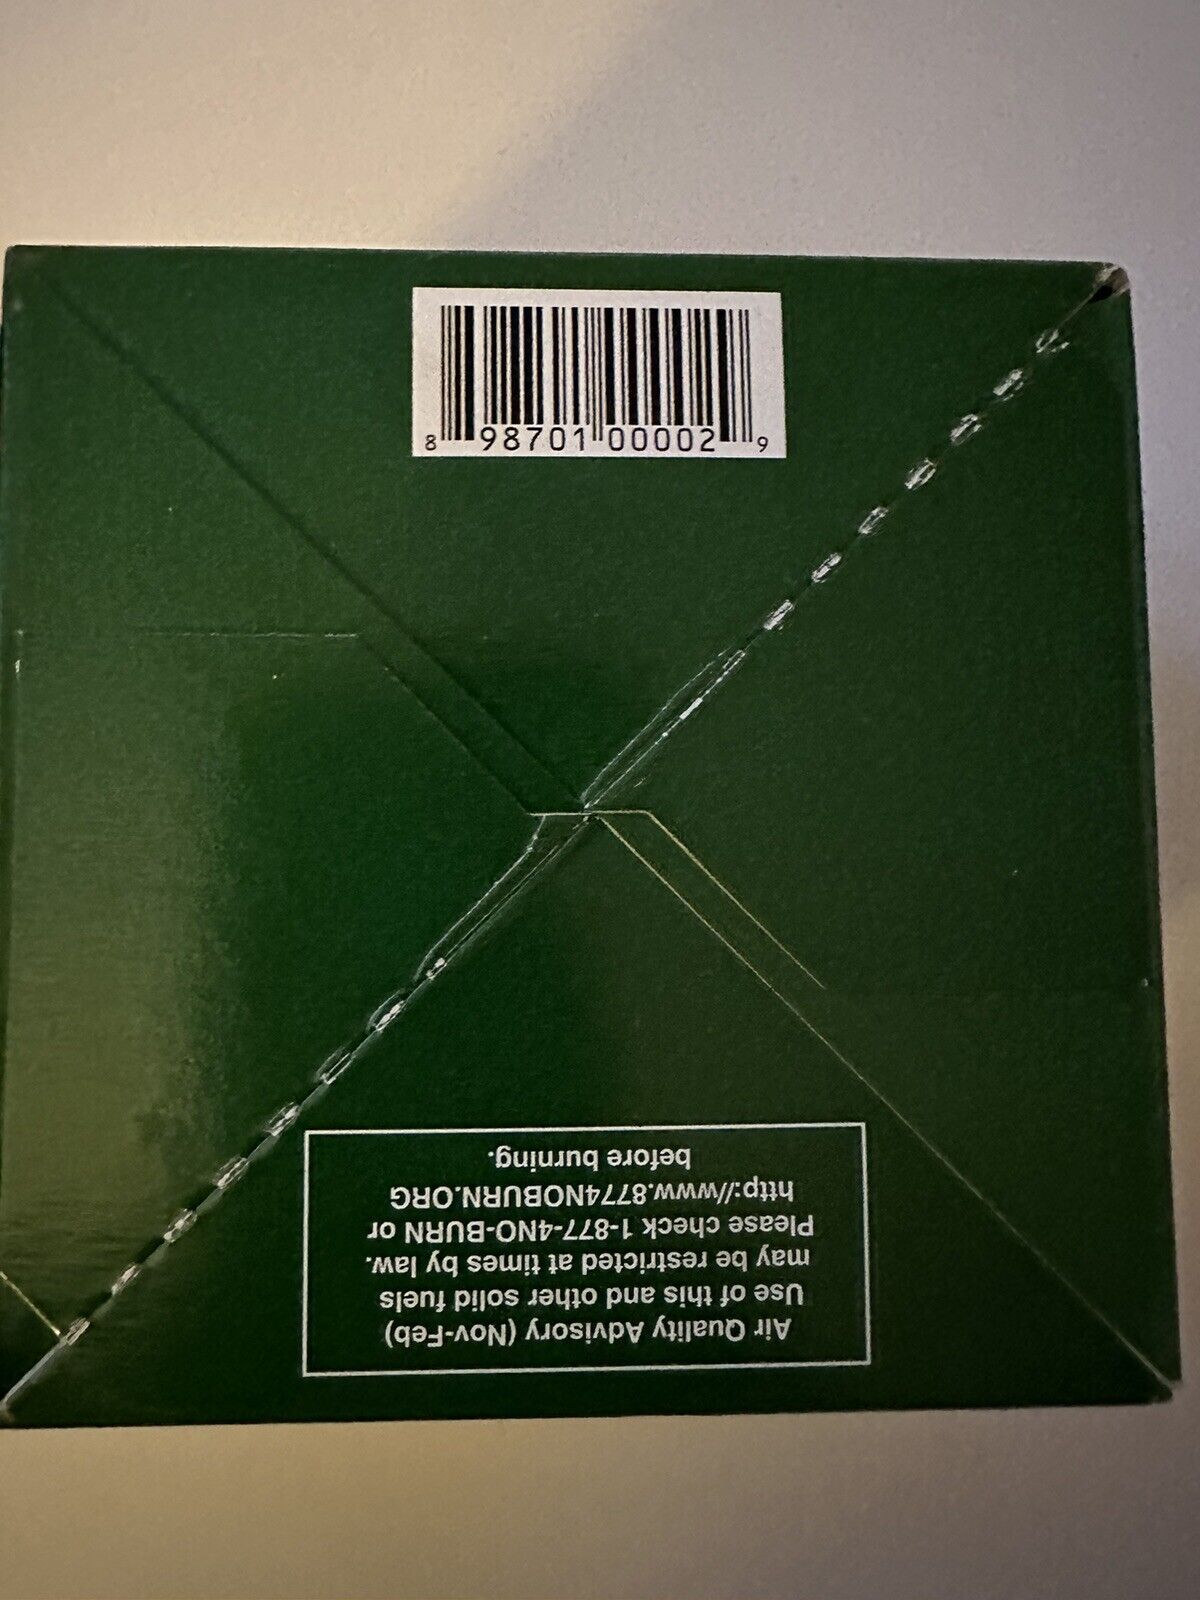 8 98701 00002 9
Air Quality Advisory (Nov-Feb)
Use of this and other solid fuels
may be restricted at times by law.
Please check 1-877-4NO-BURN or
http://www.8774NOBURN.ORG
before burning.